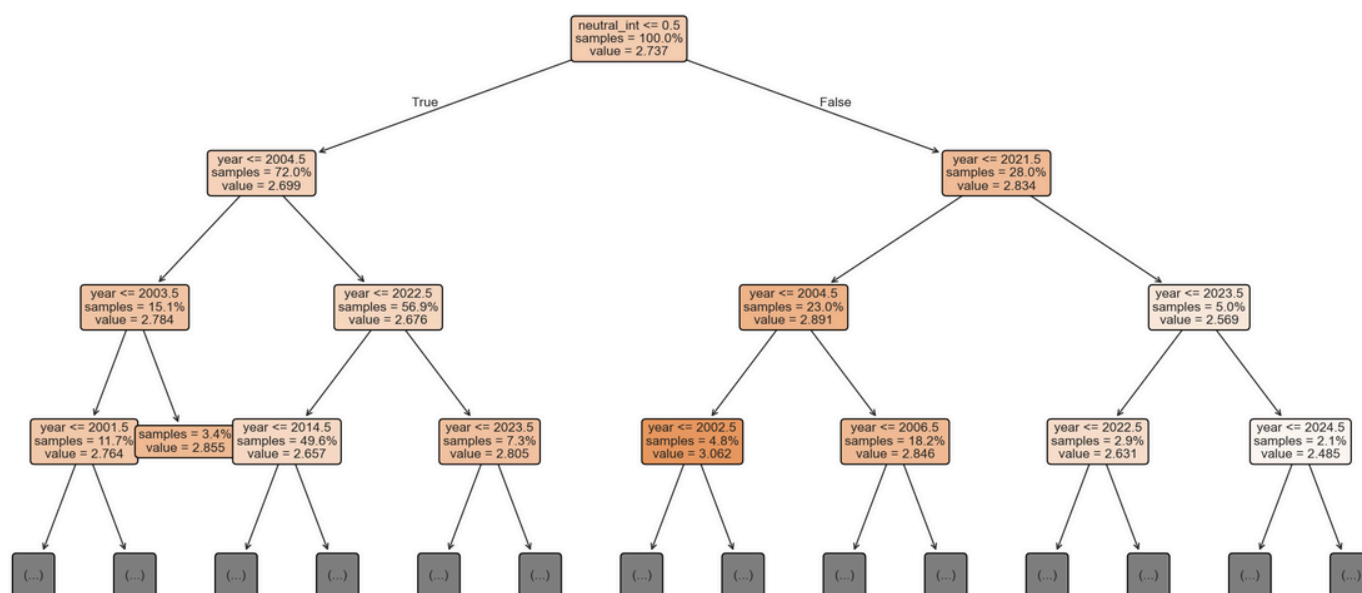 neutral_int <= 0.5
samples = 100.0%
value = 2.737
True
False
year <= 2004.5
samples = 72.0%
value = 2.699
year <= 2021.5
samples = 28.0%
value = 2.834
year <= 2003.5
samples = 15.1%
value = 2.784
year <= 2022.5
samples = 56.9%
value = 2.676
year <= 2004.5
samples = 23.0%
value = 2.891
year <= 2023.5
samples = 5.0%
value = 2.569
year <= 2001.5
samples = 11.7%
value = 2.764
samples = 3.4%
value = 2.855
year <= 2014.5
samples = 49.6%
value = 2.657
year <= 2023.5
samples = 7.3%
value = 2.805
year <= 2002.5
samples = 4.8%
value = 3.062
year <= 2006.5
samples = 18.2%
value = 2.846
year <= 2022.5
samples = 2.9%
value = 2.631
year <= 2024.5
samples = 2.1%
value = 2.485
(...)
(...)
(...)
(...)
(...)
(...)
(...)
(...)
(...)
(...)
(...)
(...)
(...)
(...)